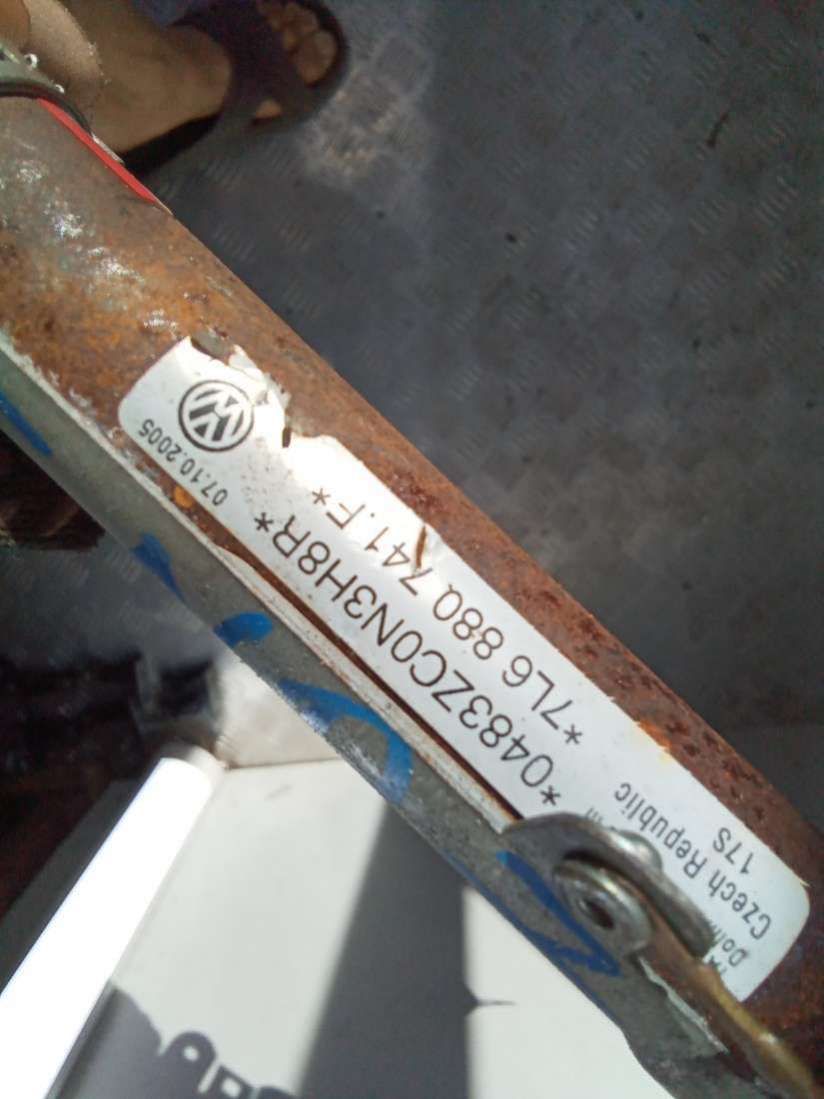 Czech Republic
17S
*0483ZC0N3H8R*
*7L6 880 741.F*
07.10.2005